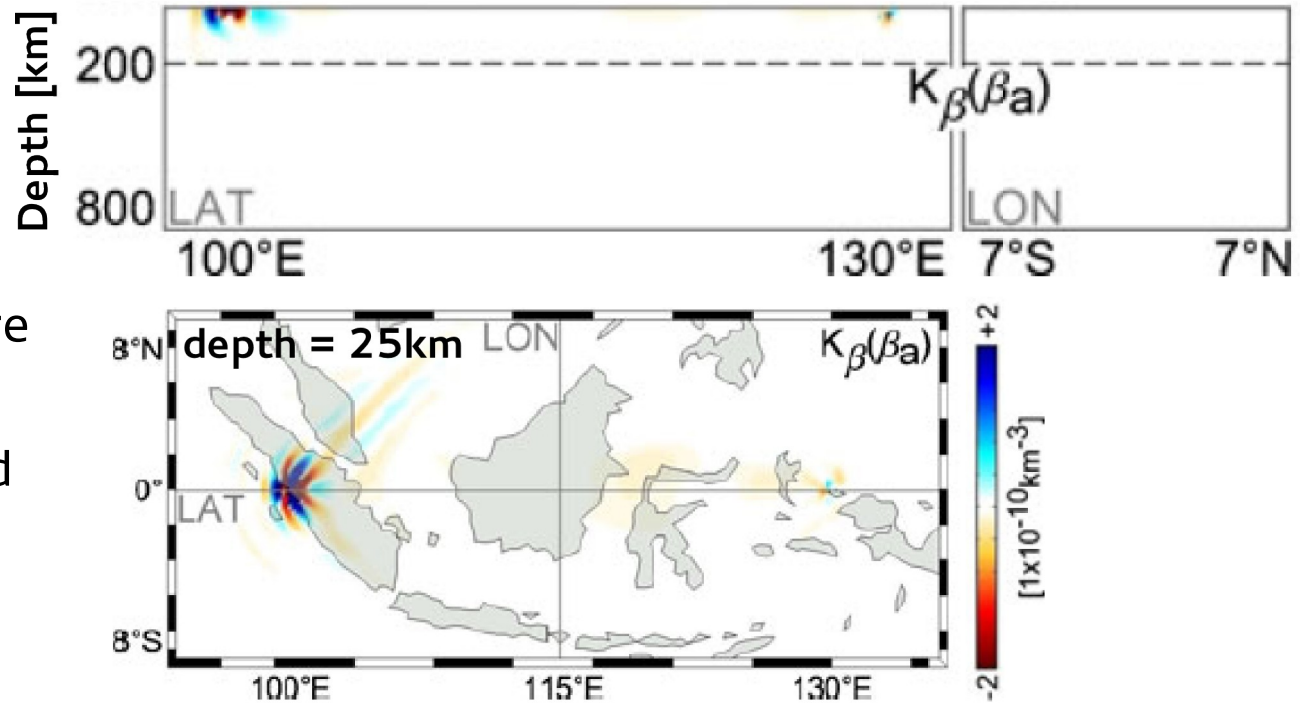 Depth [km]
200
800
LAT
LON
Kβ(βa)
100°E
130°E
7°S
7°N
re
d
8°N
0°
8°S
depth = 25km
LON
Kβ(βa)
LAT
100°E
115°E
130°E
+2
[1x10⁻¹⁰km⁻³]
-2